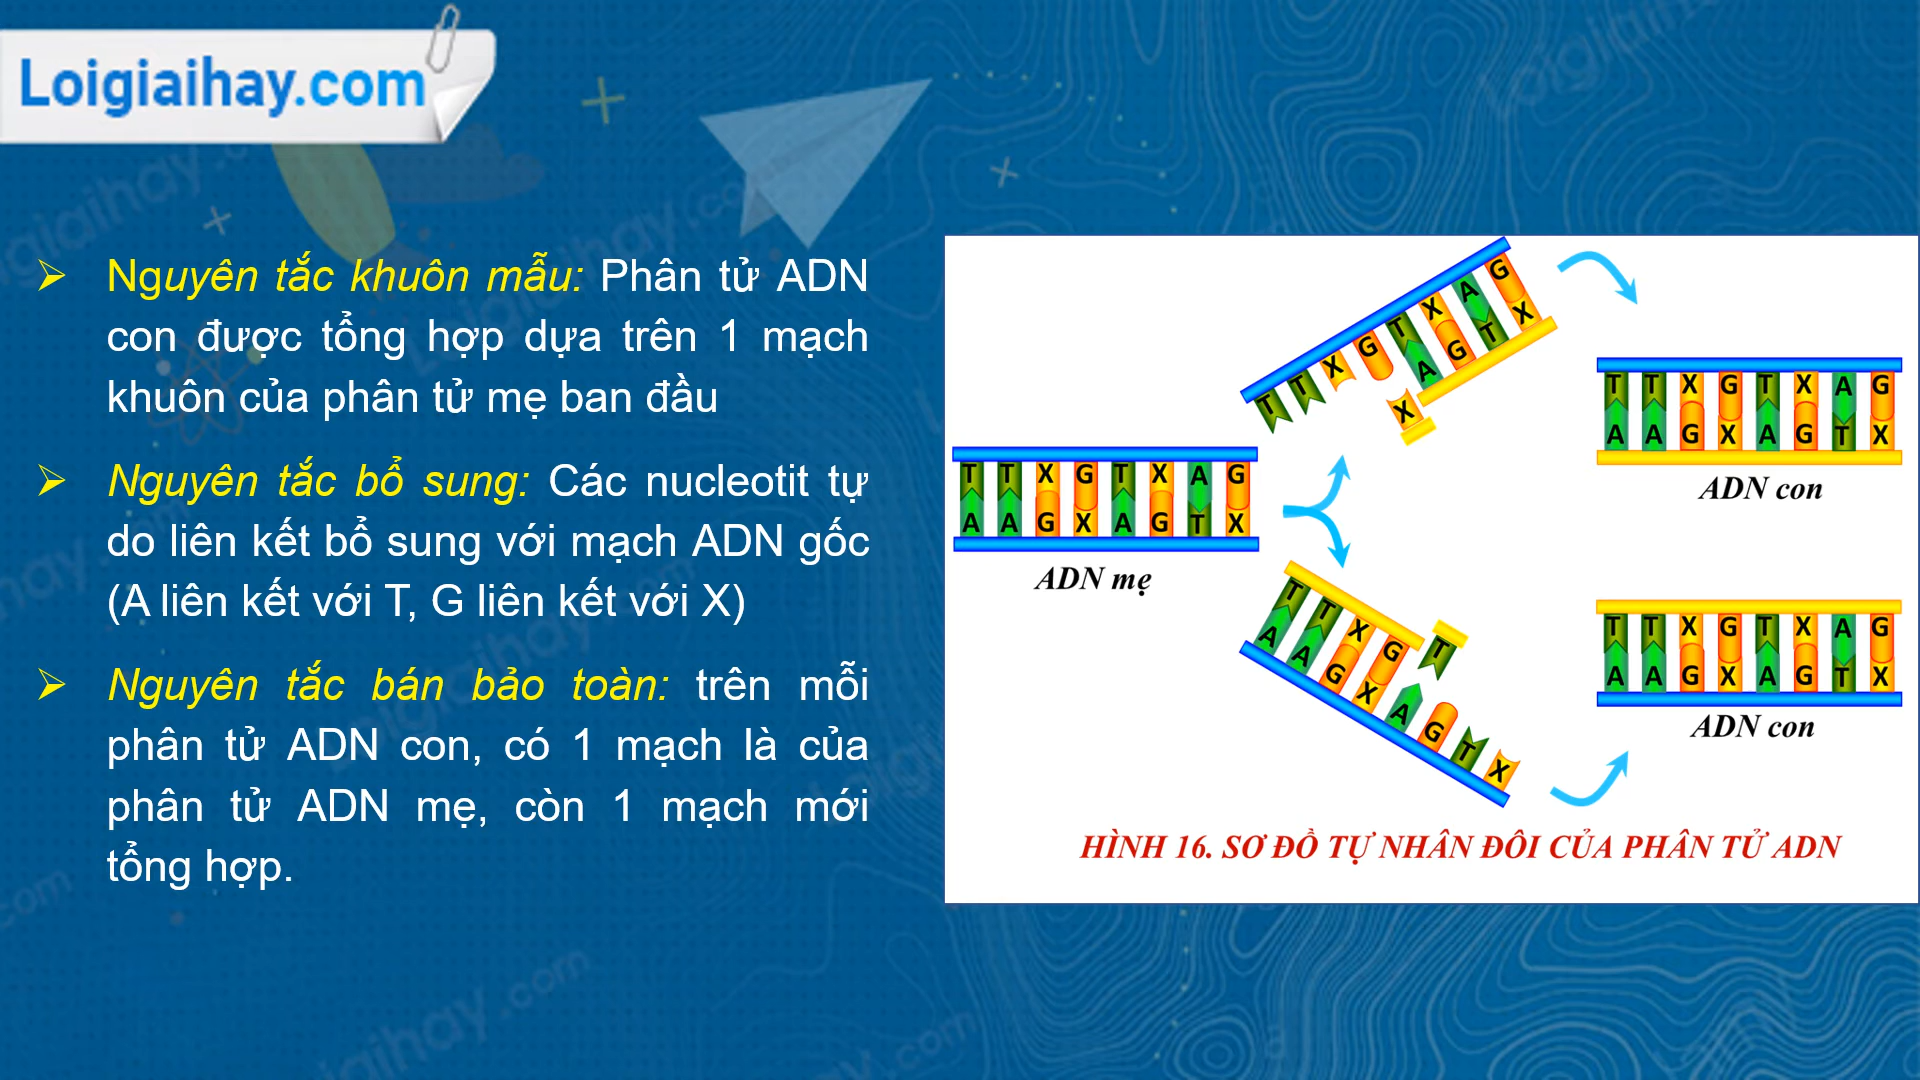 Loigiaihay.com
Nguyên tắc khuôn mẫu: Phân tử ADN
con được tổng hợp dựa trên 1 mạch
khuôn của phân tử mẹ ban đầu
Nguyên tắc bổ sung: Các nucleotit tự
do liên kết bổ sung với mạch ADN gốc
(A liên kết với T, G liên kết với X)
Nguyên tắc bán bảo toàn: trên mỗi
phân tử ADN con, có 1 mạch là của
phân tử ADN mẹ, còn 1 mạch mới
tổng hợp.
T T X G T X A G
A A G X A G T X
ADN mẹ
T T X G T X A G
X A G T X
T T X G T
A A G X A G T X
T T X G T X A G
A A G X A G T X
ADN con
T T X G T X A G
A A G X A G T X
ADN con
HÌNH 16. SƠ ĐỒ TỰ NHÂN ĐÔI CỦA PHÂN TỬ ADN